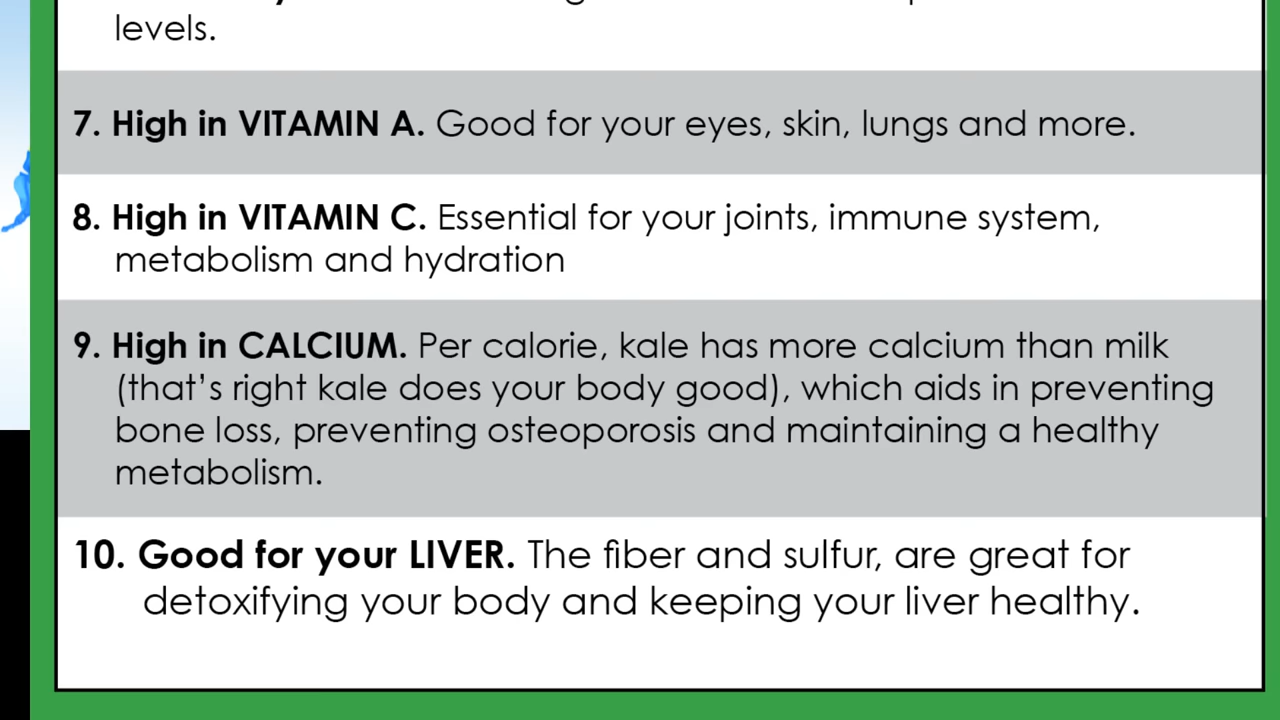 levels.
7. High in VITAMIN A. Good for your eyes, skin, lungs and more.
8. High in VITAMIN C. Essential for your joints, immune system,
metabolism and hydration
9. High in CALCIUM. Per calorie, kale has more calcium than milk
(that’s right kale does your body good), which aids in preventing
bone loss, preventing osteoporosis and maintaining a healthy
metabolism.
10. Good for your LIVER. The fiber and sulfur, are great for
detoxifying your body and keeping your liver healthy.